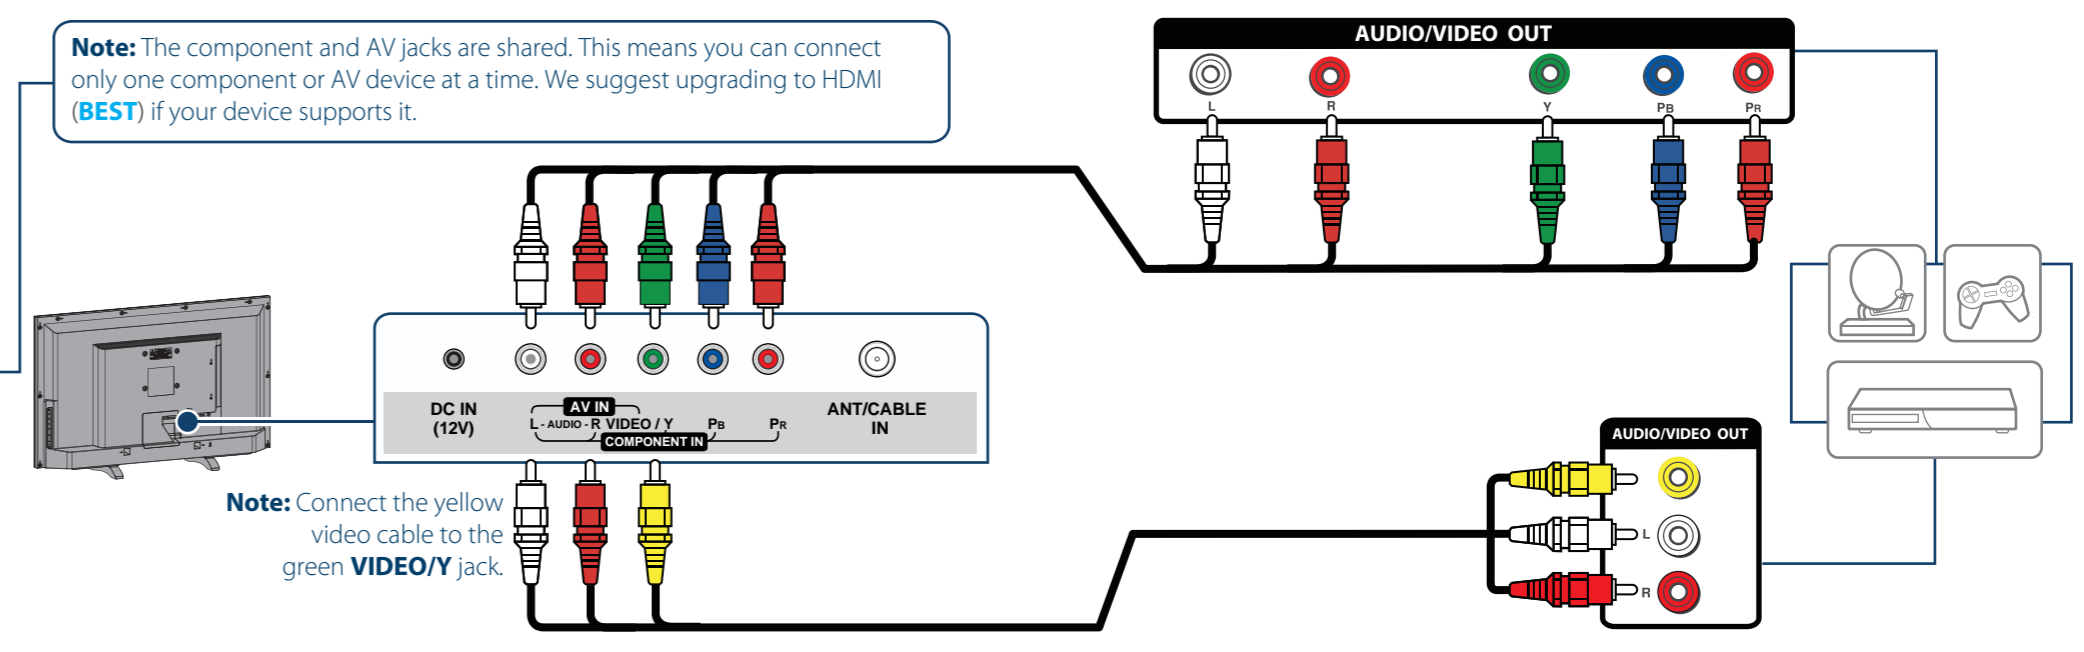 Note: The component and AV jacks are shared. This means you can connect
only one component or AV device at a time. We suggest upgrading to HDMI
(BEST) if your device supports it.
AUDIO/VIDEO OUT
L R Y PB PR
DC IN
(12V)
AV IN
L - AUDIO - R VIDEO / Y PB PR
COMPONENT IN
ANT/CABLE
IN
Note: Connect the yellow
video cable to the
green VIDEO/Y jack.
AUDIO/VIDEO OUT
L
R